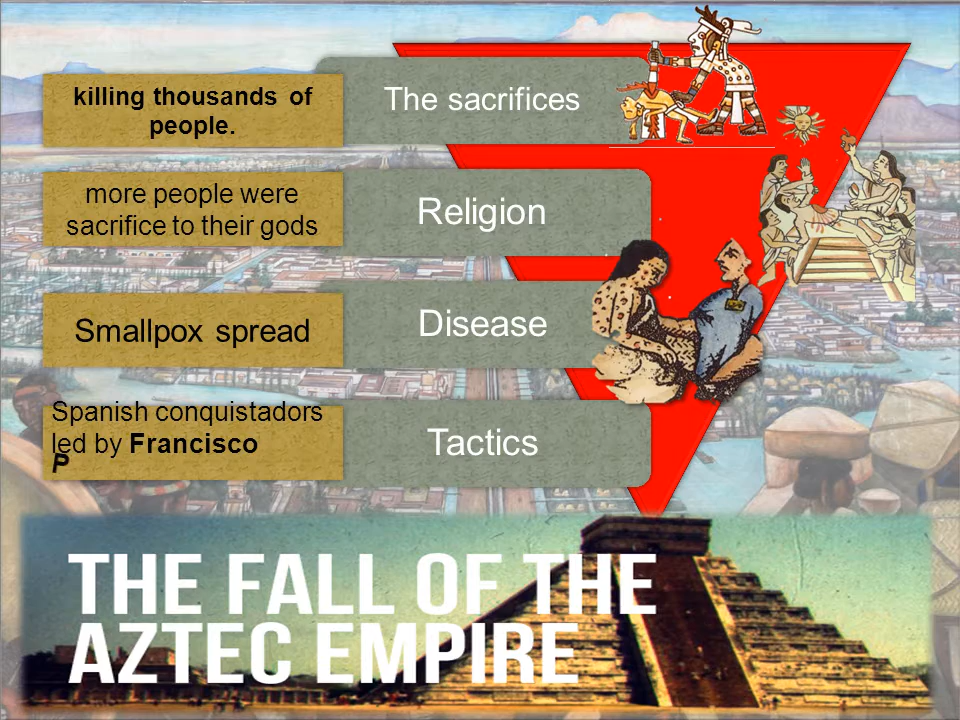 killing thousands of
people.
The sacrifices
more people were
sacrifice to their gods
Religion
Smallpox spread
Disease
Spanish conquistadors
led by Francisco
P
Tactics
THE FALL OF THE
AZTEC EMPIRE